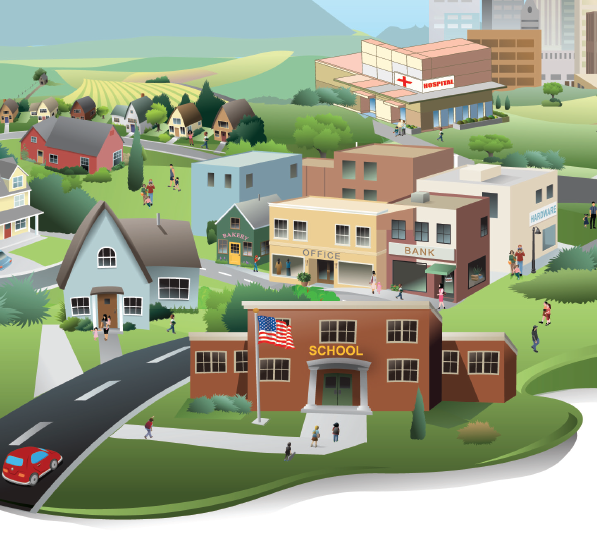 HOSPITAL
HARDWARE
BAKERY
OFFICE
BANK
SCHOOL